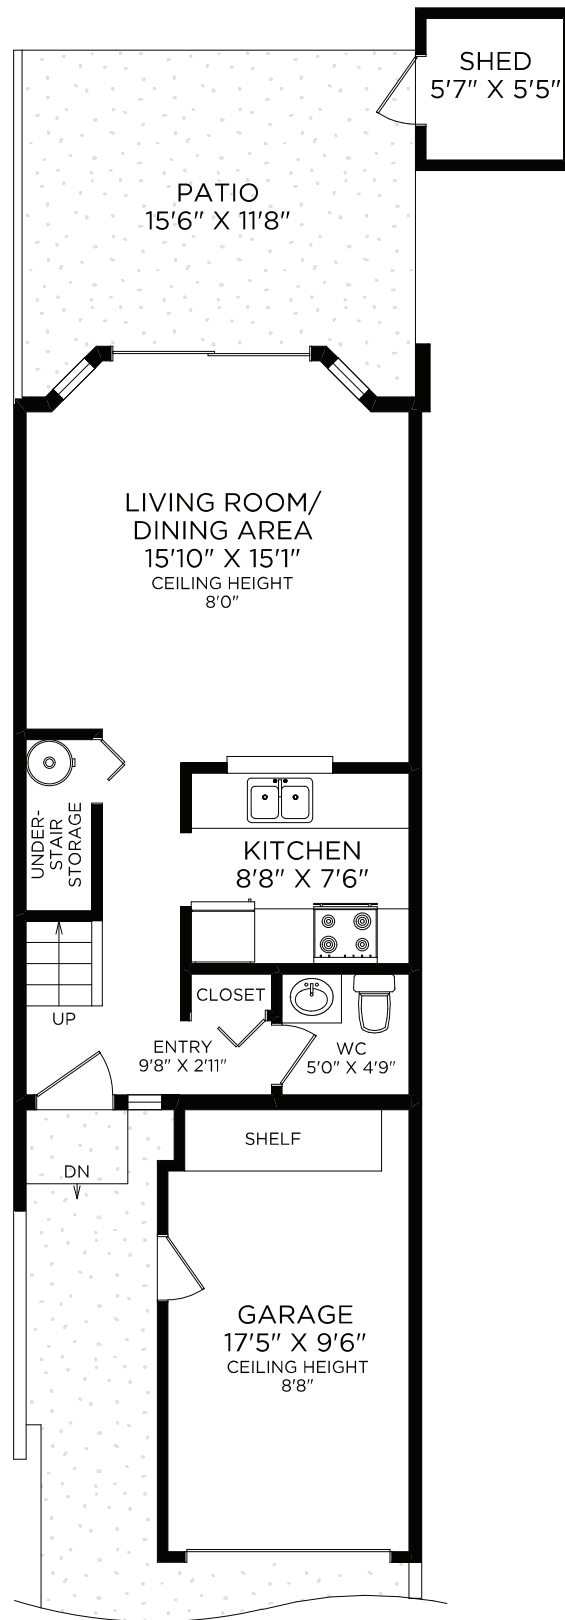 SHED
5'7" X 5'5"
PATIO
15'6" X 11'8"
LIVING ROOM/
DINING AREA
15'10" X 15'1"
CEILING HEIGHT
8'0"
UNDER-
STAIR
STORAGE
KITCHEN
8'8" X 7'6"
CLOSET
UP
ENTRY
9'8" X 2'11"
WC
5'0" X 4'9"
SHELF
DN
GARAGE
17'5" X 9'6"
CEILING HEIGHT
8'8"